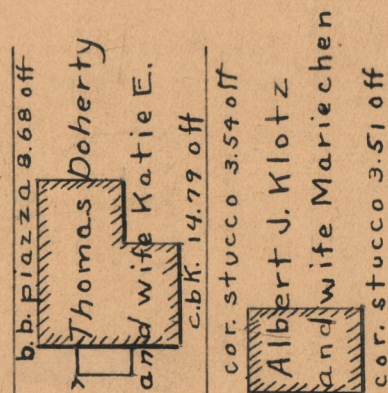 b.b. piazza 8.68 off
Thomas Doherty
and wife Katie E.
c.bk. 14.79 off
cor. stucco 3.54 off
Albert J. Klotz
and wife Mariechen
cor. stucco 3.51 off